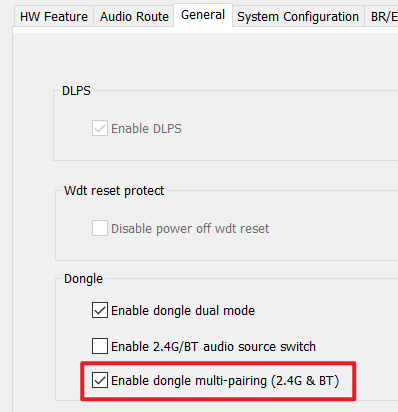 HW Feature Audio Route General System Configuration BR/E
DLPS
Enable DLPS
Wdt reset protect
Disable power off wdt reset
Dongle
Enable dongle dual mode
Enable 2.4G/BT audio source switch
Enable dongle multi-pairing (2.4G & BT)